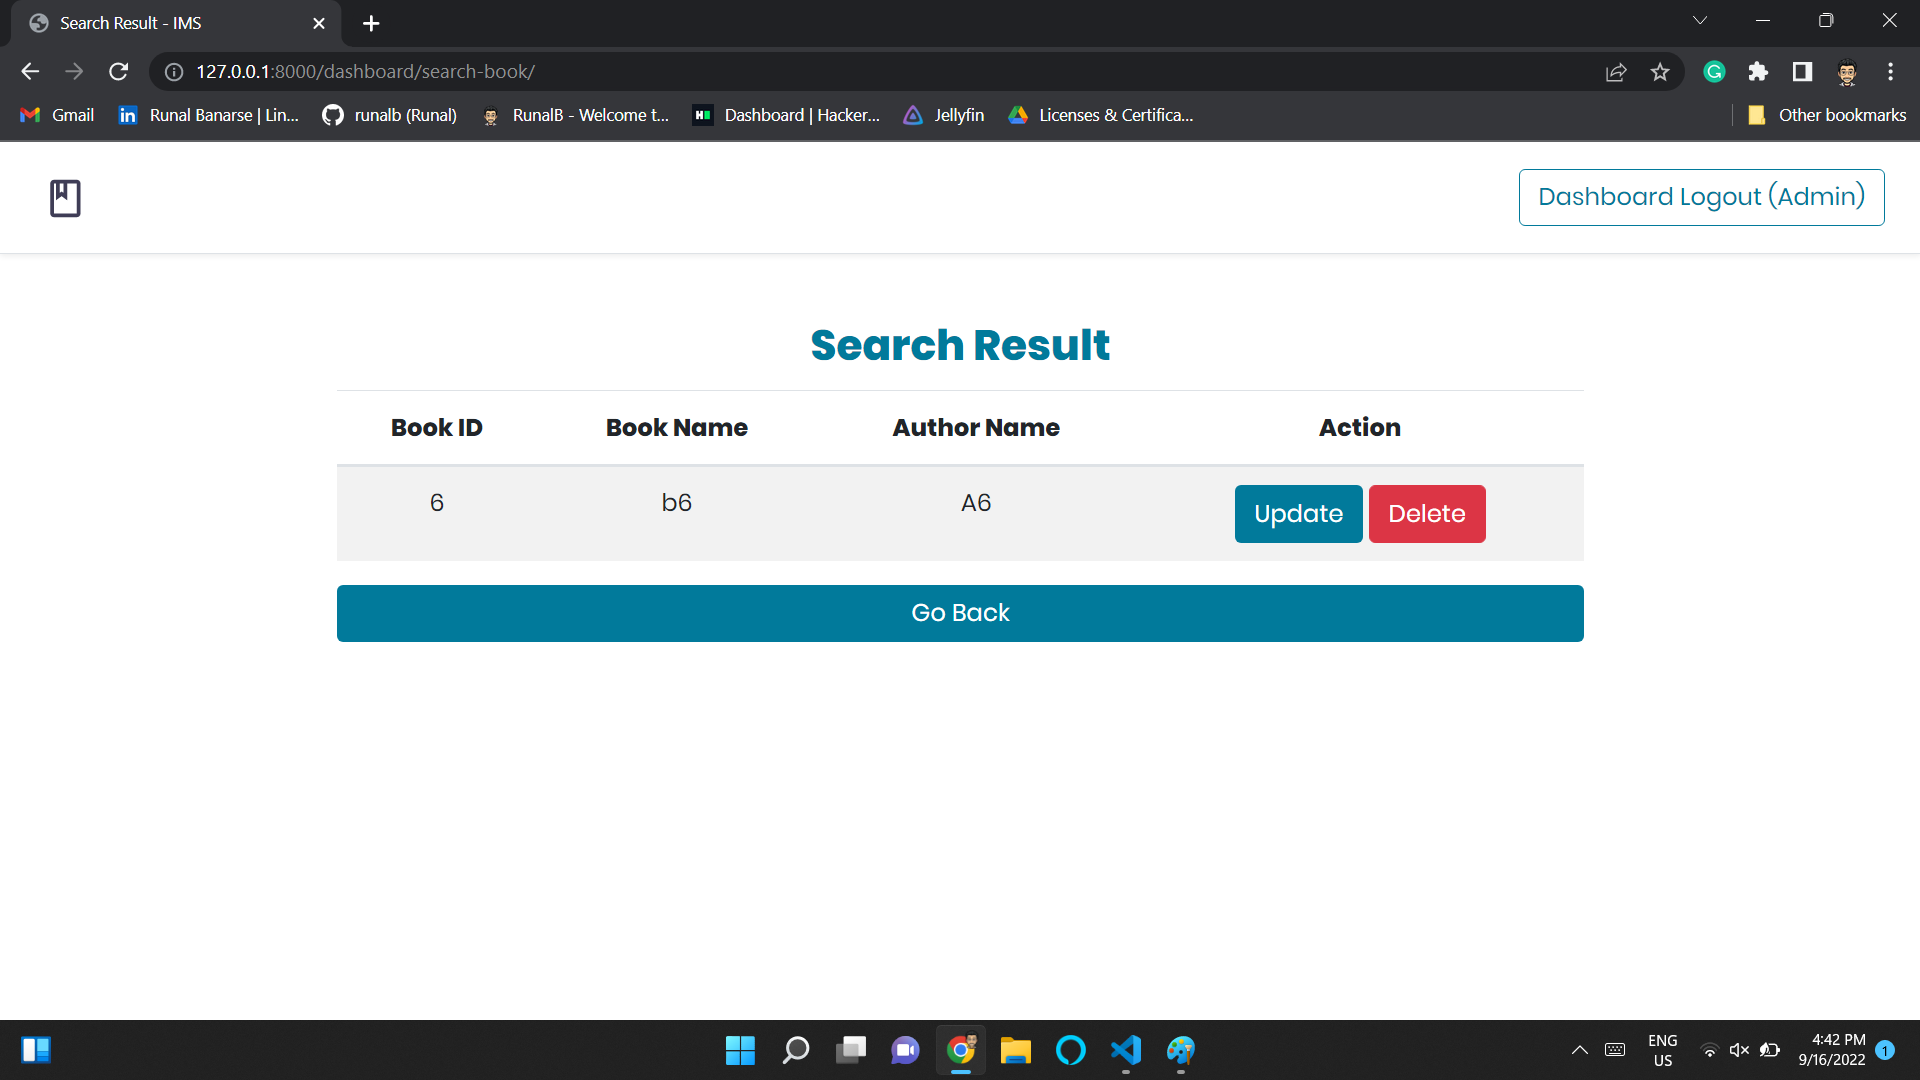 Search Result - IMS
127.0.0.1:8000/dashboard/search-book/
Gmail
Runal Banarse | Lin...
runalb (Runal)
RunalB - Welcome t...
Dashboard | Hacker...
Jellyfin
Licenses & Certifica...
Other bookmarks
Dashboard Logout (Admin)
Search Result
Book ID Book Name Author Name Action
6 b6 A6 Update Delete
Go Back
ENG
US
4:42 PM
9/16/2022
1